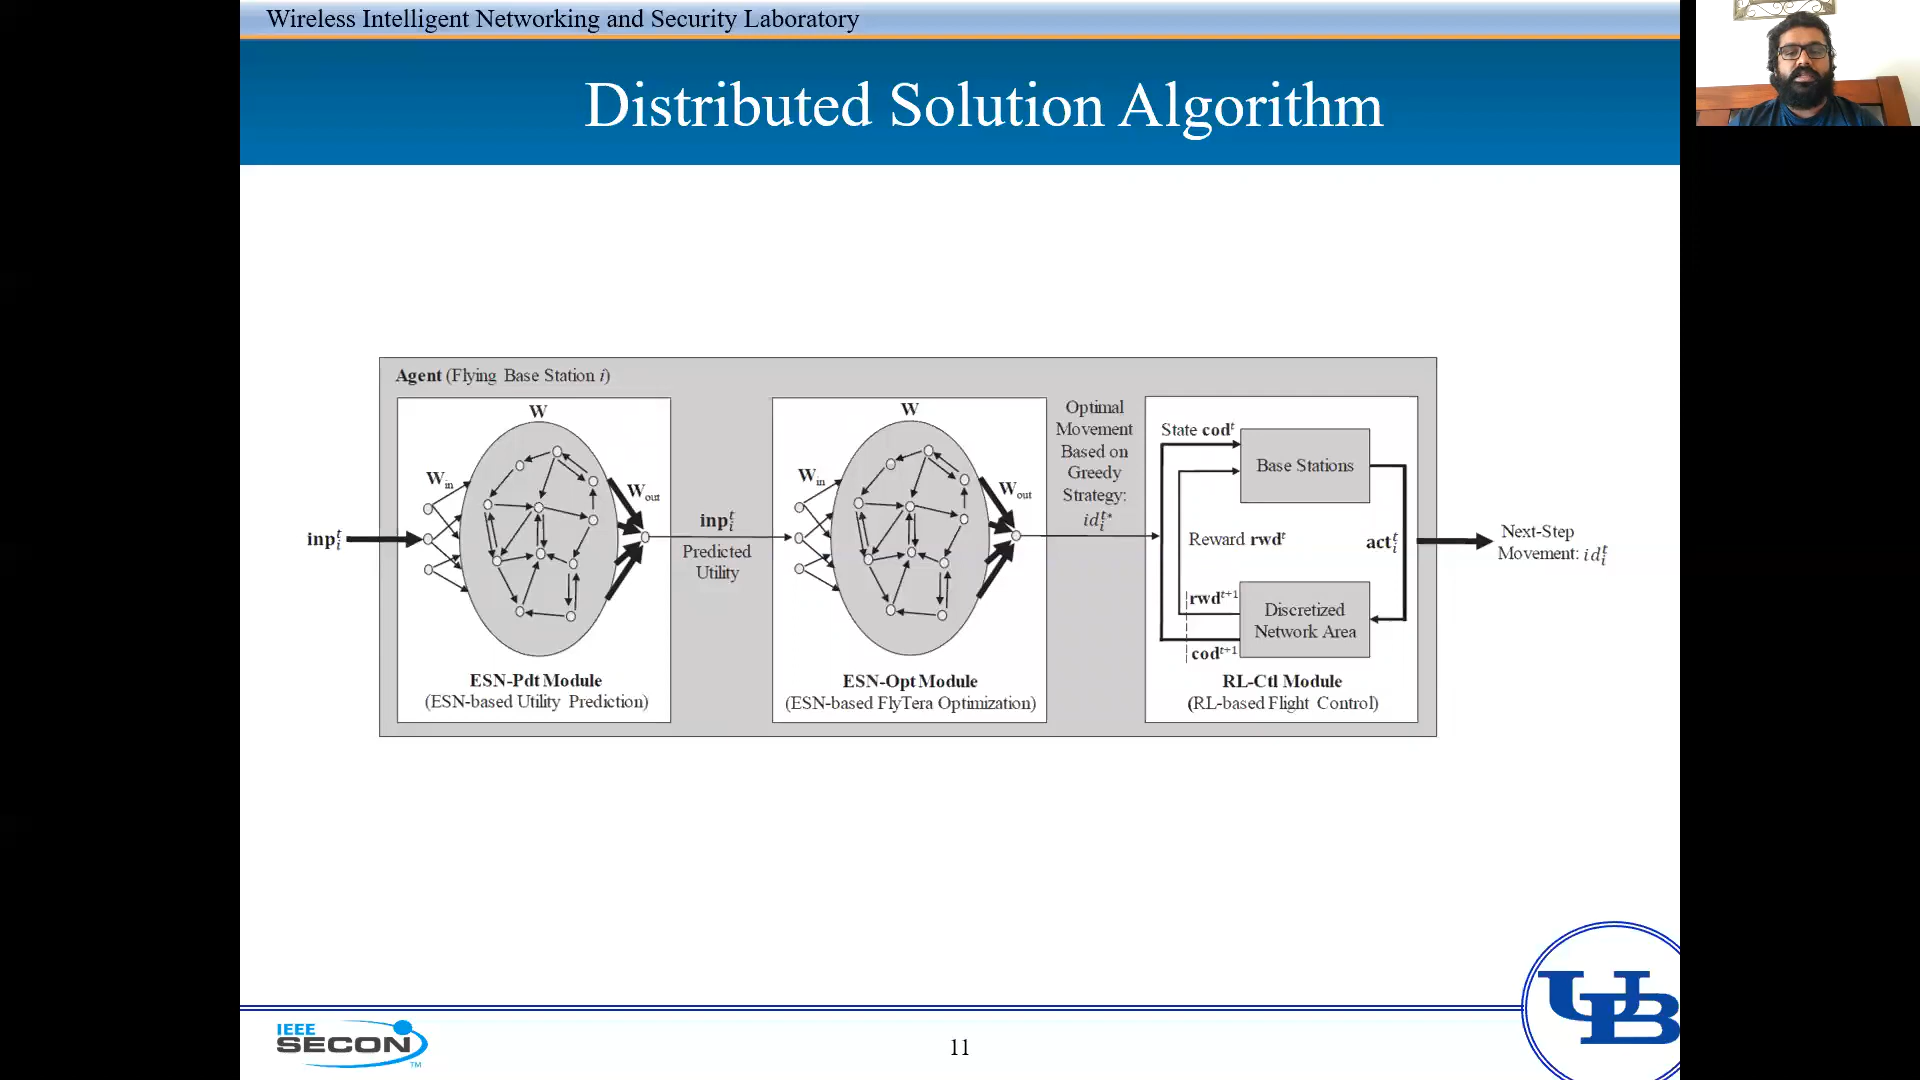 Wireless Intelligent Networking and Security Laboratory
Distributed Solution Algorithm
Agent (Flying Base Station i)
W
W_in
W_out
inp_i^t
ESN-Pdt Module
(ESN-based Utility Prediction)
inp_i^t
Predicted
Utility
W
W_in
W_out
ESN-Opt Module
(ESN-based FlyTera Optimization)
Optimal
Movement
Based on
Greedy
Strategy:
id_i^t*
State cod^t
Base Stations
Reward rwd^t
act_i^t
rwd^t+1
Discretized
Network Area
cod^t+1
RL-Ctl Module
(RL-based Flight Control)
Next-Step
Movement: id_i^t
IEEE
SECON
TM
11
UB